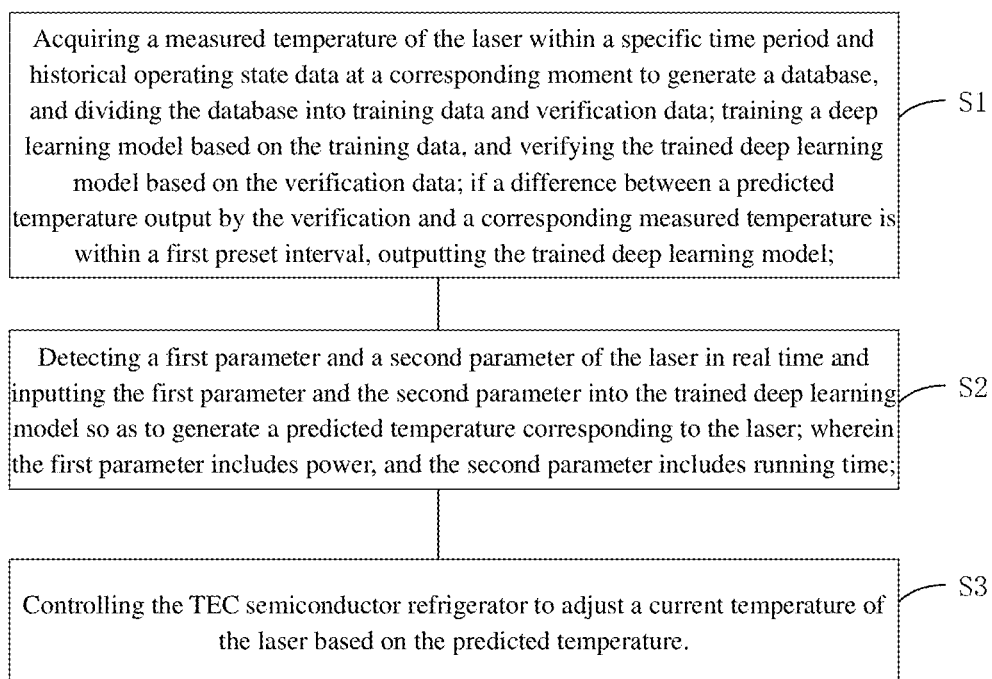 Acquiring a measured temperature of the laser within a specific time period and
historical operating state data at a corresponding moment to generate a database,
and dividing the database into training data and verification data; training a deep
learning model based on the training data, and verifying the trained deep learning
model based on the verification data; if a difference between a predicted
temperature output by the verification and a corresponding measured temperature is
within a first preset interval, outputting the trained deep learning model;
S1
Detecting a first parameter and a second parameter of the laser in real time and
inputting the first parameter and the second parameter into the trained deep learning
model so as to generate a predicted temperature corresponding to the laser; wherein
the first parameter includes power, and the second parameter includes running time;
S2
Controlling the TEC semiconductor refrigerator to adjust a current temperature of
the laser based on the predicted temperature.
S3